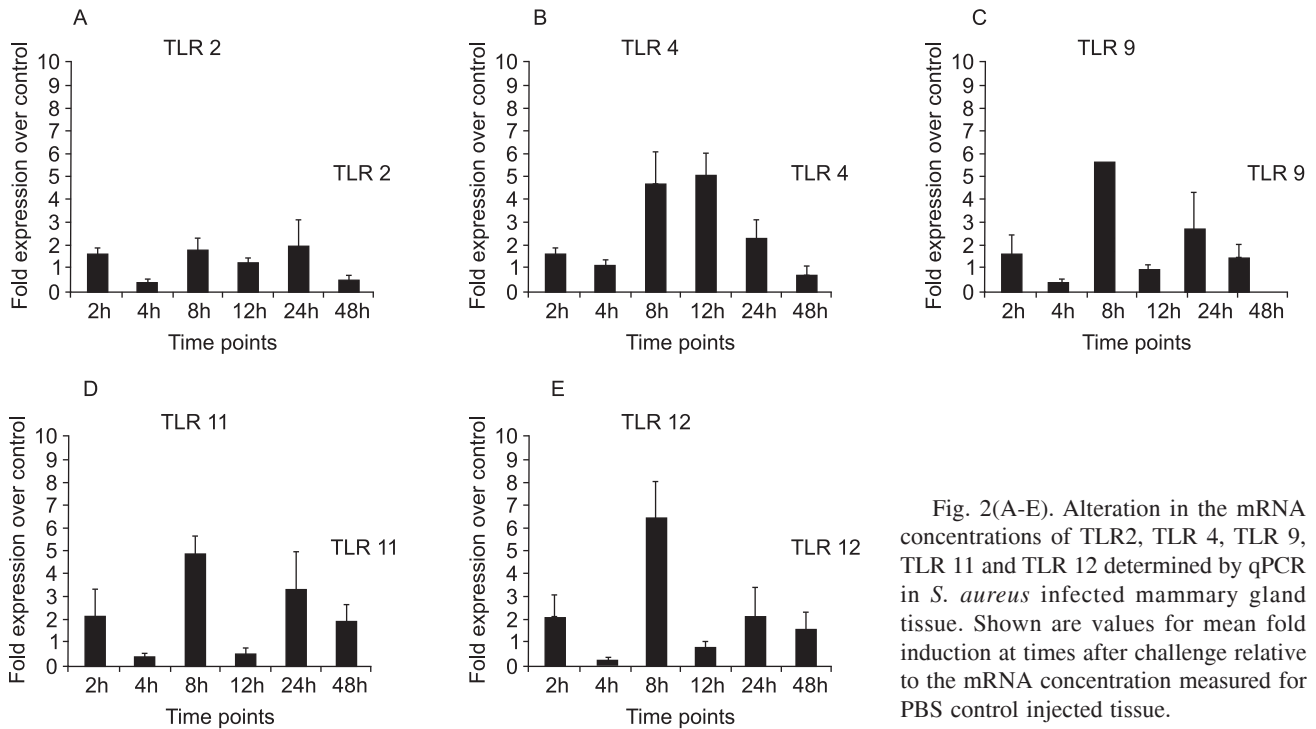 A
TLR 2
Fold expression over control
10
9
8
7
6
5
4
3
2
1
0
TLR 2
2h 4h 8h 12h 24h 48h
Time points
B
TLR 4
Fold expression over control
10
9
8
7
6
5
4
3
2
1
0
TLR 4
2h 4h 8h 12h 24h 48h
Time points
C
TLR 9
Fold expression over control
10
9
8
7
6
5
4
3
2
1
0
TLR 9
2h 4h 8h 12h 24h 48h
Time points
D
TLR 11
Fold expression over control
10
9
8
7
6
5
4
3
2
1
0
TLR 11
2h 4h 8h 12h 24h 48h
Time points
E
TLR 12
Fold expression over control
10
9
8
7
6
5
4
3
2
1
0
TLR 12
2h 4h 8h 12h 24h 48h
Time points
Fig. 2(A-E). Alteration in the mRNA
concentrations of TLR2, TLR 4, TLR 9,
TLR 11 and TLR 12 determined by qPCR
in S. aureus infected mammary gland
tissue. Shown are values for mean fold
induction at times after challenge relative
to the mRNA concentration measured for
PBS control injected tissue.